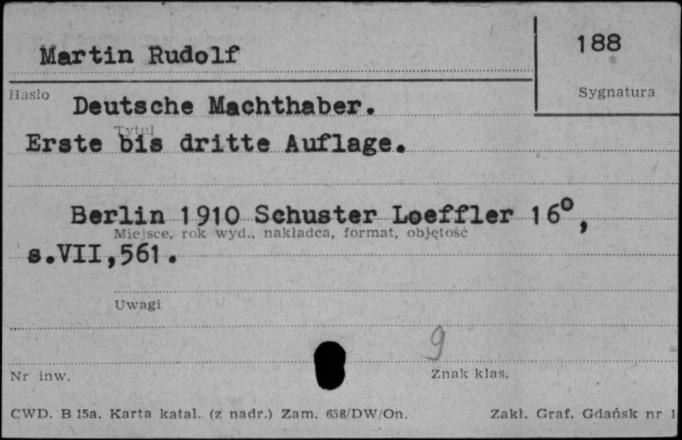 Martin Rudolf
188
Hasło
Sygnatura
Deutsche Machthaber.
Tytuł
Erste bis dritte Auflage.
Berlin 1910 Schuster Loeffler 16⁰,
Miejsce, rok wyd., nakładca, format, objętość
s.VII,561.
Uwagi
9
Nr inw.
Znak klas.
CWD. B 15a. Karta katal. (z nadr.) Zam. 638/DW/On.
Zakł. Graf. Gdańsk nr 1